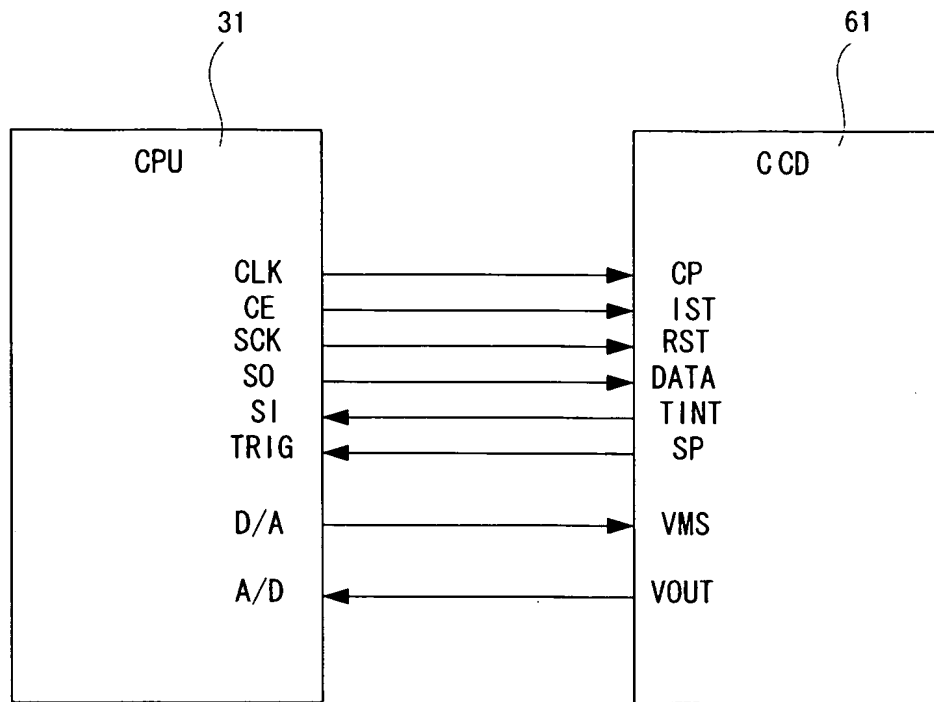 31 61
CPU CCD
CLK CP
CE IST
SCK RST
SO DATA
SI TINT
TRIG SP
D/A VMS
A/D VOUT